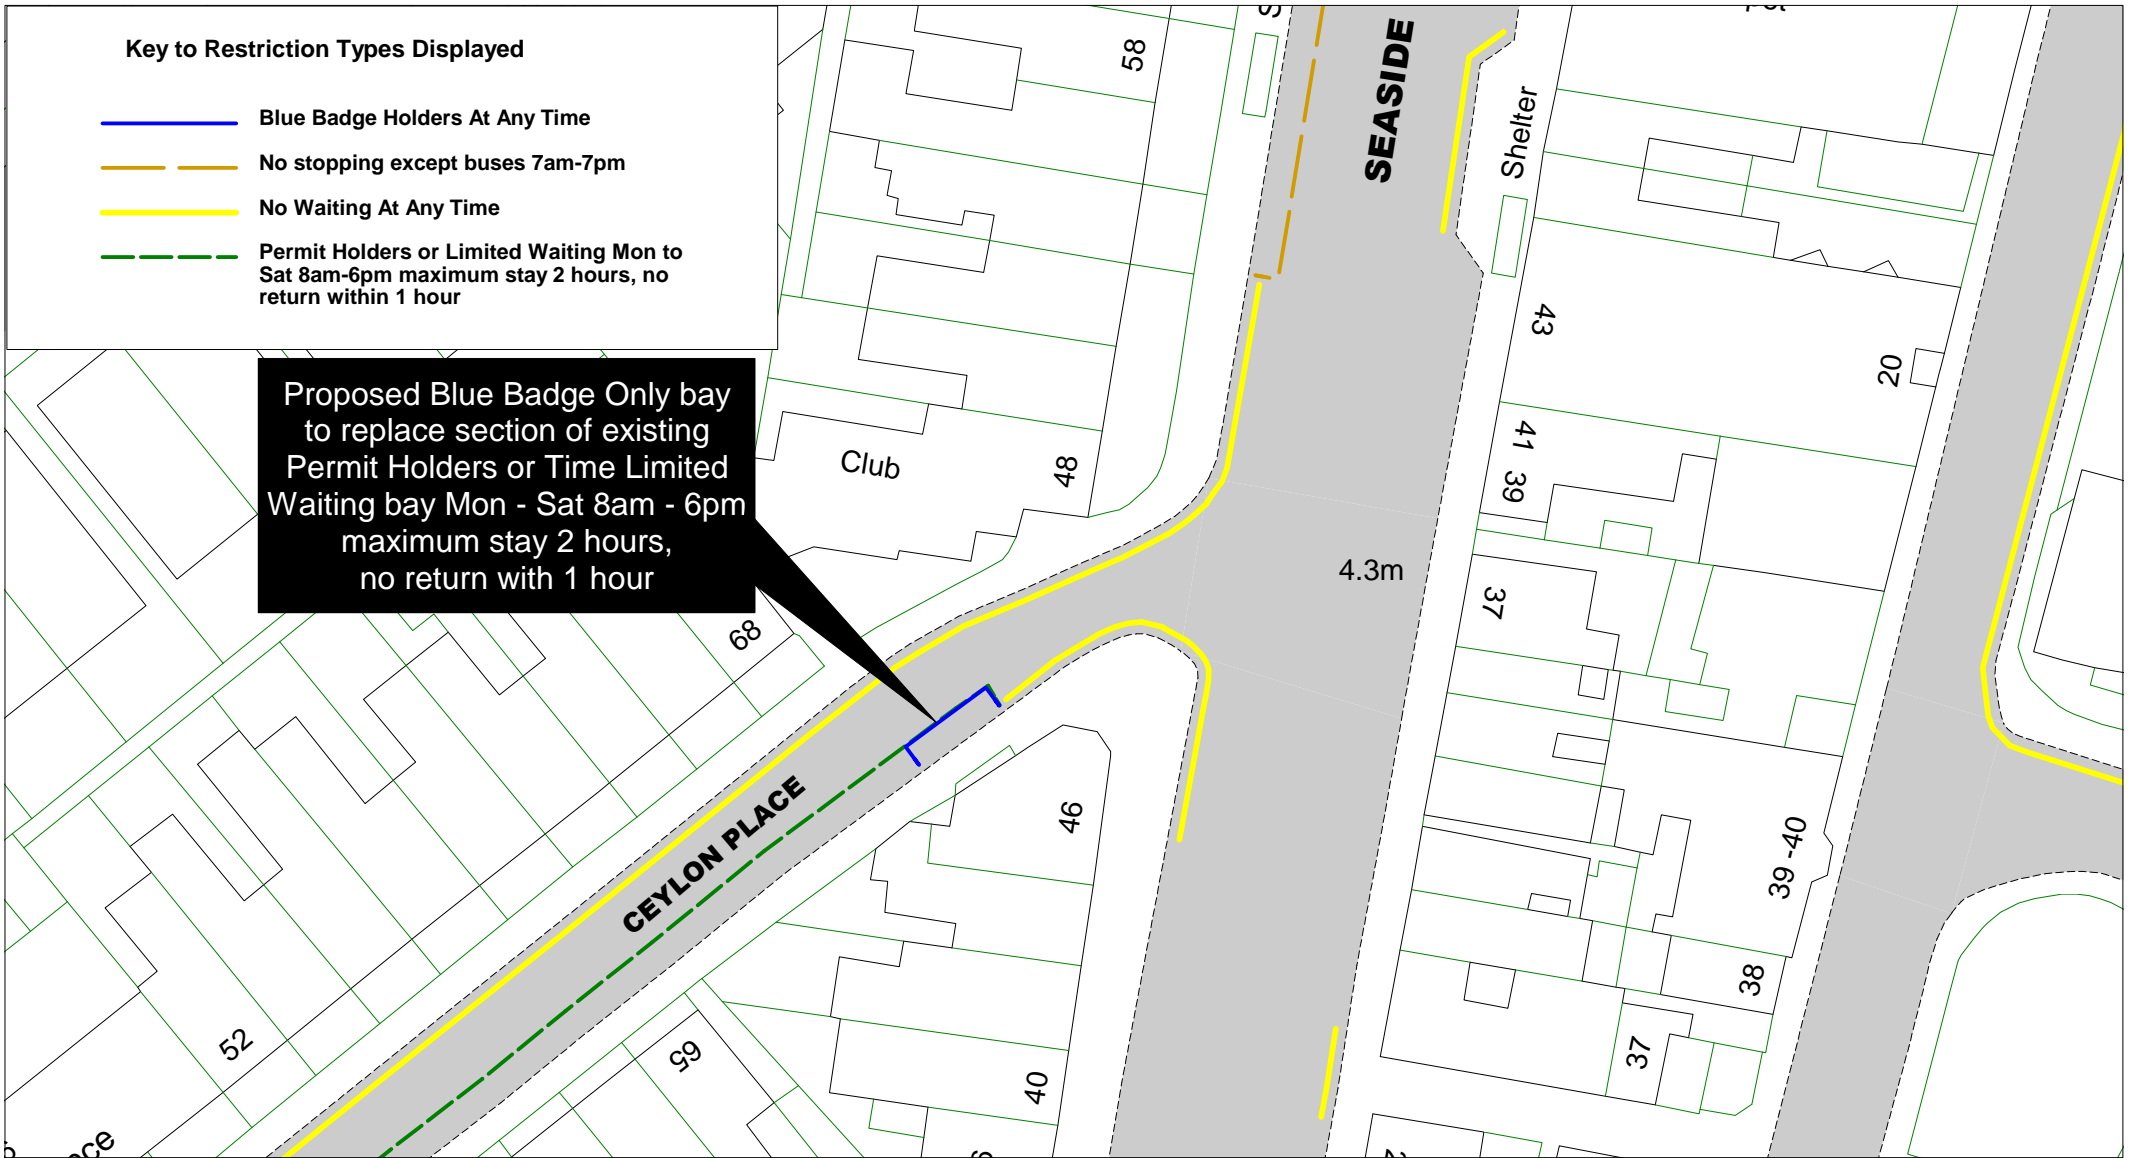 Key to Restriction Types Displayed
Blue Badge Holders At Any Time
No stopping except buses 7am-7pm
No Waiting At Any Time
Permit Holders or Limited Waiting Mon to
Sat 8am-6pm maximum stay 2 hours, no
return within 1 hour
Proposed Blue Badge Only bay
to replace section of existing
Permit Holders or Time Limited
Waiting bay Mon - Sat 8am - 6pm
maximum stay 2 hours,
no return with 1 hour
58
SEASIDE
Shelter
43
20
41
39
Club
48
4.3m
37
68
46
CEYLON PLACE
39 -40
38
52
65
40
37